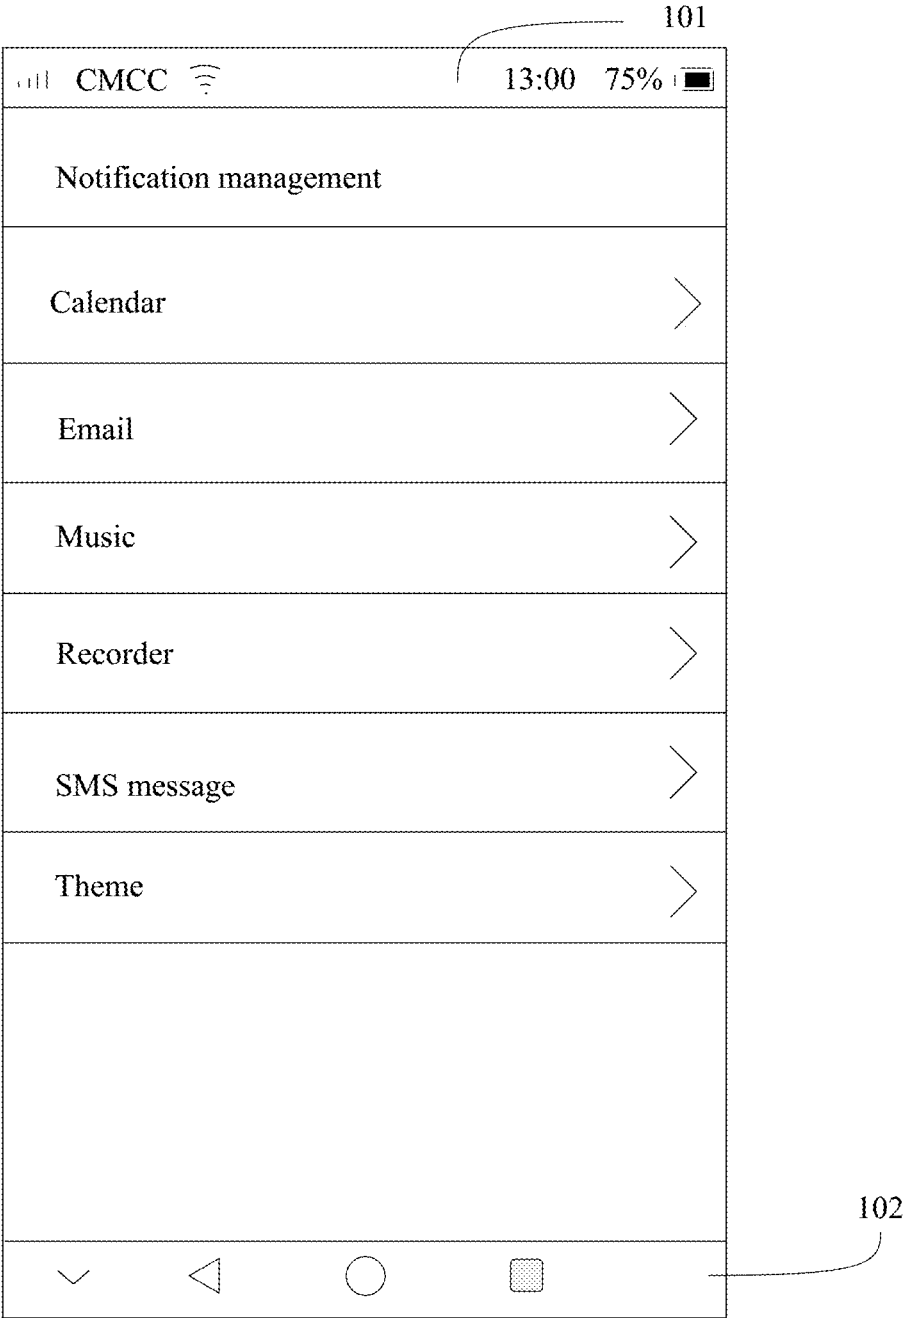 101
CMCC 13:00 75%
Notification management
Calendar
Email
Music
Recorder
SMS message
Theme
102